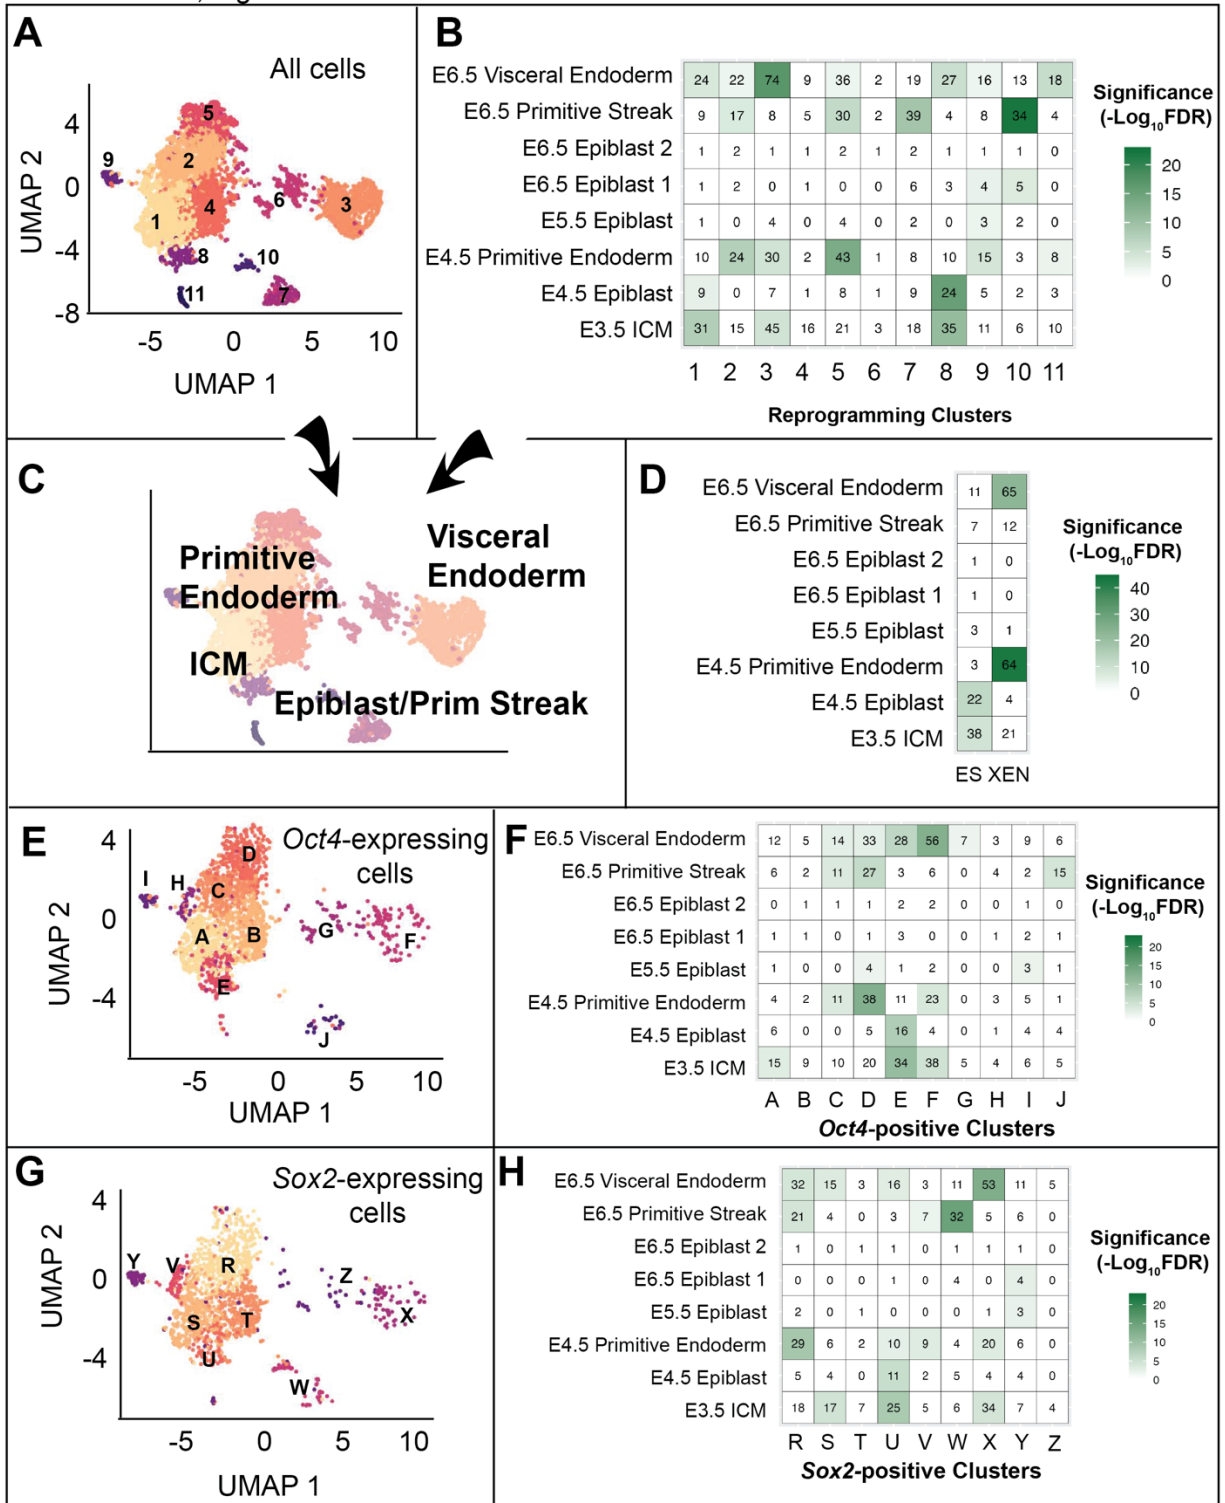 A
All cells
4
0
-4
-8
UMAP 2
5
9
2
1
4
6
3
8
10
11
7
-5 0 5 10
UMAP 1
B
E6.5 Visceral Endoderm 24 22 74 9 36 2 19 27 16 13 18
E6.5 Primitive Streak 9 17 8 5 30 2 39 4 8 34 4
E6.5 Epiblast 2 1 2 1 1 2 1 2 1 1 1 0
E6.5 Epiblast 1 1 2 0 1 0 0 6 3 4 5 0
E5.5 Epiblast 1 0 4 0 4 0 2 0 3 2 0
E4.5 Primitive Endoderm 10 24 30 2 43 1 8 10 15 3 8
E4.5 Epiblast 9 0 7 1 8 1 9 24 5 2 3
E3.5 ICM 31 15 45 16 21 3 18 35 11 6 10
1 2 3 4 5 6 7 8 9 10 11
Reprogramming Clusters
Significance
(-Log10FDR)
20
15
10
5
0
C
Primitive
Endoderm
Visceral
Endoderm
ICM
Epiblast/Prim Streak
D
E6.5 Visceral Endoderm 11 65
E6.5 Primitive Streak 7 12
E6.5 Epiblast 2 1 0
E6.5 Epiblast 1 1 0
E5.5 Epiblast 3 1
E4.5 Primitive Endoderm 3 64
E4.5 Epiblast 22 4
E3.5 ICM 38 21
ES XEN
Significance
(-Log10FDR)
40
30
20
10
0
E
Oct4-expressing
cells
4
0
-4
UMAP 2
D
I
H
C
A
B
G
F
E
J
-5 0 5 10
UMAP 1
F
E6.5 Visceral Endoderm 12 5 14 33 28 56 7 3 9 6
E6.5 Primitive Streak 6 2 11 27 3 6 0 4 2 15
E6.5 Epiblast 2 0 1 1 1 2 2 0 0 1 0
E6.5 Epiblast 1 1 1 0 1 3 0 0 1 2 1
E5.5 Epiblast 1 0 0 4 1 2 0 0 3 1
E4.5 Primitive Endoderm 4 2 11 38 11 23 0 3 5 1
E4.5 Epiblast 6 0 0 5 16 4 0 1 4 4
E3.5 ICM 15 9 10 20 34 38 5 4 6 5
A B C D E F G H I J
Oct4-positive Clusters
Significance
(-Log10FDR)
20
15
10
5
0
G
Sox2-expressing
cells
4
0
-4
UMAP 2
Y
V
R
Z
S
T
X
U
W
-5 0 5 10
UMAP 1
H
E6.5 Visceral Endoderm 32 15 3 16 3 11 53 11 5
E6.5 Primitive Streak 21 4 0 3 7 32 5 6 0
E6.5 Epiblast 2 1 0 1 1 0 1 1 1 0
E6.5 Epiblast 1 0 0 0 1 0 4 0 4 0
E5.5 Epiblast 2 0 1 0 0 0 1 3 0
E4.5 Primitive Endoderm 29 6 2 10 9 4 20 6 0
E4.5 Epiblast 5 4 0 11 2 5 4 4 0
E3.5 ICM 18 17 7 25 5 6 34 7 4
R S T U V W X Y Z
Sox2-positive Clusters
Significance
(-Log10FDR)
20
15
10
5
0